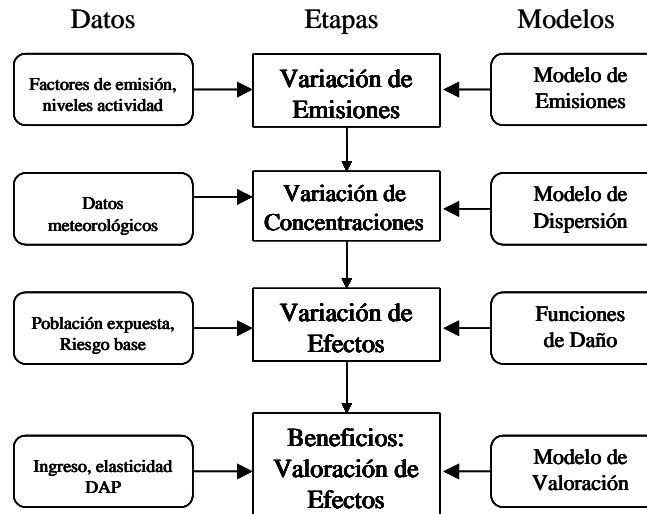 Datos
Etapas
Modelos
Factores de emisión,
niveles actividad
Variación de
Emisiones
Modelo de
Emisiones
Datos
meteorológicos
Variación de
Concentraciones
Modelo de
Dispersión
Población expuesta,
Riesgo base
Variación de
Efectos
Funciones
de Daño
Ingreso, elasticidad
DAP
Beneficios:
Valoración de
Efectos
Modelo de
Valoración